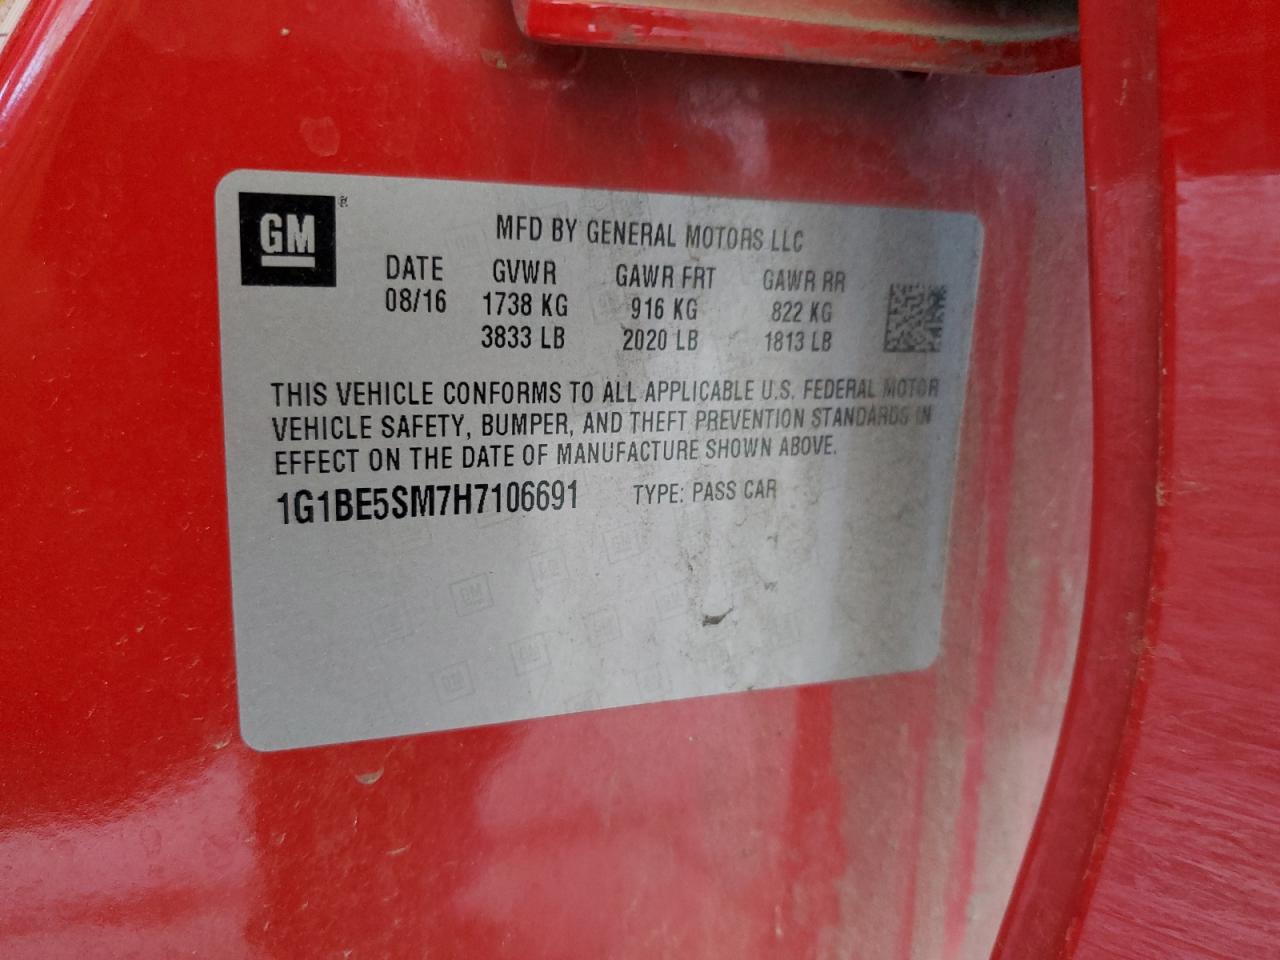 GM
MFD BY GENERAL MOTORS LLC
DATE GVWR GAWR FRT GAWR RR
08/16 1738 KG 916 KG 822 KG
3833 LB 2020 LB 1813 LB
THIS VEHICLE CONFORMS TO ALL APPLICABLE U.S. FEDERAL MOTOR
VEHICLE SAFETY, BUMPER, AND THEFT PREVENTION STANDARDS IN
EFFECT ON THE DATE OF MANUFACTURE SHOWN ABOVE.
1G1BE5SM7H7106691 TYPE: PASS CAR